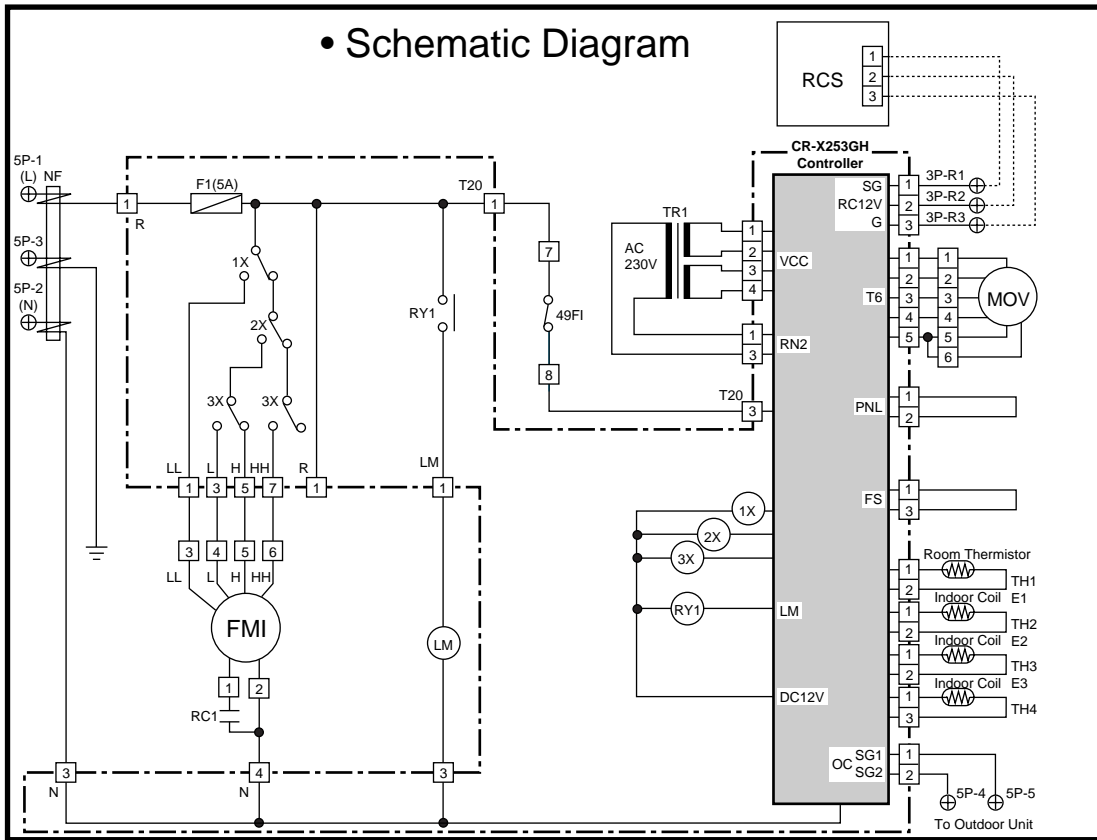 • Schematic Diagram
RCS
1
2
3
CR-X253GH
Controller
5P-1
(L)
NF
5P-3
5P-2
(N)
1
R
F1(5A)
T20
1
1X
2X
3X
3X
RY1
7
49FI
8
TR1
AC
230V
1
2
3
4
VCC
1
3
RN2
T20
3
SG
1
3P-R1
RC12V
2
3P-R2
G
3
3P-R3
1
2
3
4
5
T6
1
2
3
4
5
6
MOV
PNL
1
2
FS
1
3
LL
L
H
HH
R
LM
1
3
5
7
1
1
3
4
5
6
LL
L
H
HH
FMI
1
2
RC1
LM
1X
2X
3X
RY1
LM
DC12V
Room Thermistor
1
2
TH1
Indoor Coil E1
1
2
TH2
Indoor Coil E2
1
2
TH3
Indoor Coil E3
1
3
TH4
OC
SG1
1
SG2
2
5P-4
5P-5
To Outdoor Unit
3
N
4
N
3